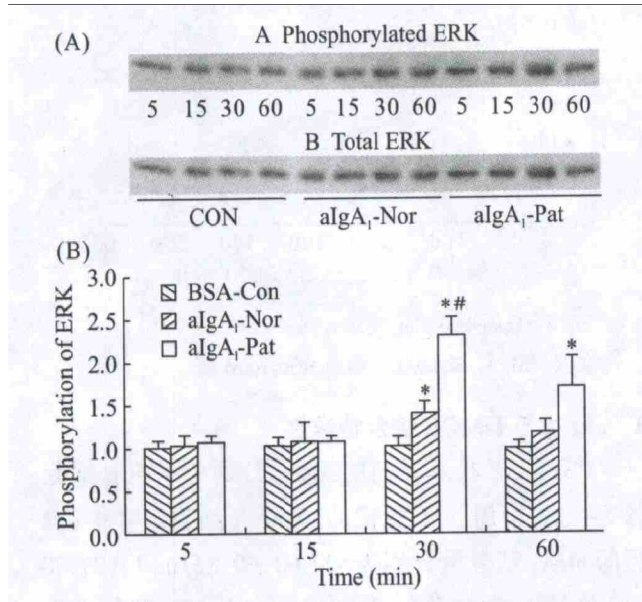 (A)
A Phosphorylated ERK
5 15 30 60 5 15 30 60 5 15 30 60
B Total ERK
CON aIgA₁-Nor aIgA₁-Pat
(B)
Phosphorylation of ERK
3.0
2.5
2.0
1.5
1.0
0.5
0.0
BSA-Con
aIgA₁-Nor
aIgA₁-Pat
* *# *
5 15 30 60
Time (min)